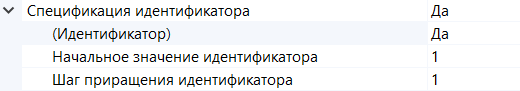 Спецификация идентификатора Да
(Идентификатор) Да
Начальное значение идентификатора 1
Шаг приращения идентификатора 1